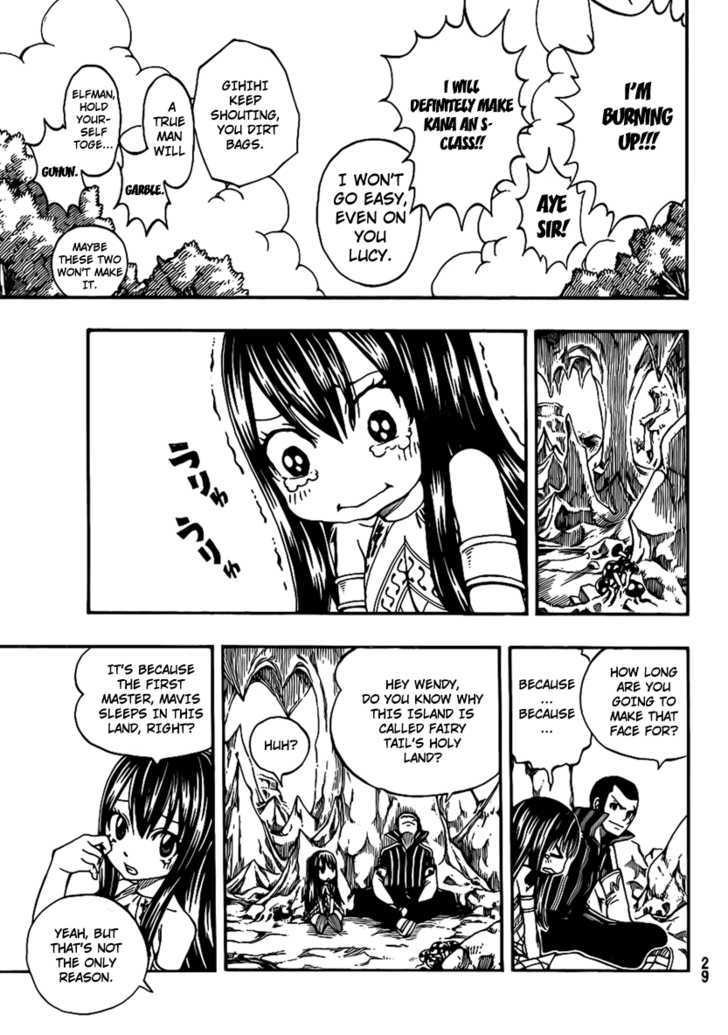 I'M
BURNING
UP!!!
I WILL
DEFINITELY MAKE
KANA AN S-
CLASS!!
AYE
SIR!
I WON'T
GO EASY,
EVEN ON
YOU
LUCY.
GIHIHI
KEEP
SHOUTING,
YOU DIRT
BAGS.
A
TRUE
MAN
WILL
GARBLE.
ELFMAN,
HOLD
YOUR-
SELF
TOGE...
GUHUN.
MAYBE
THESE TWO
WON'T MAKE
IT.
うりゅ
うりゅ
HOW LONG
ARE YOU
GOING TO
MAKE THAT
FACE FOR?
BECAUSE
...
BECAUSE
...
HEY WENDY,
DO YOU KNOW WHY
THIS ISLAND IS
CALLED FAIRY
TAIL'S HOLY
LAND?
HUH?
IT'S BECAUSE
THE FIRST
MASTER, MAVIS
SLEEPS IN THIS
LAND, RIGHT?
YEAH, BUT
THAT'S NOT
THE ONLY
REASON.
29